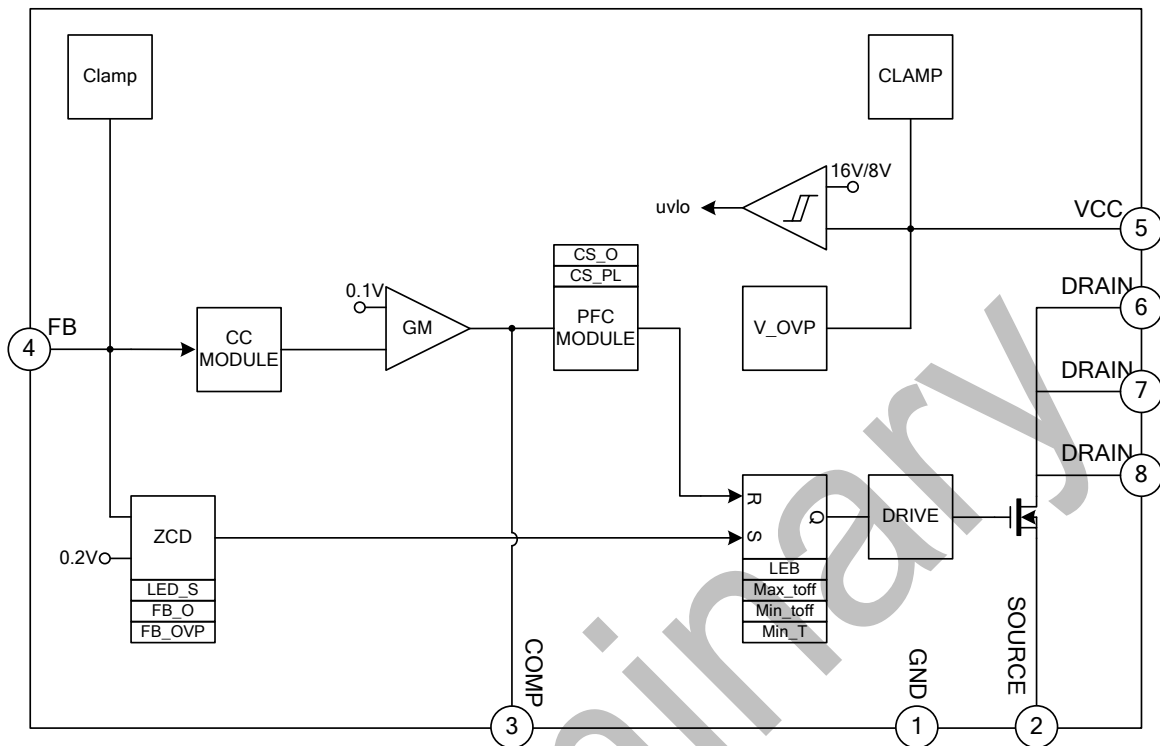 Clamp
CLAMP
16V/8V
uvlo
VCC
5
CS_O
CS_PL
PFC
MODULE
V_OVP
DRAIN
6
0.1V
GM
4
FB
CC
MODULE
DRAIN
7
DRAIN
8
R
S
Q
DRIVE
ZCD
0.2V
LED_S
FB_O
FB_OVP
LEB
Max_toff
Min_toff
Min_T
COMP
3
GND
1
SOURCE
2
inary